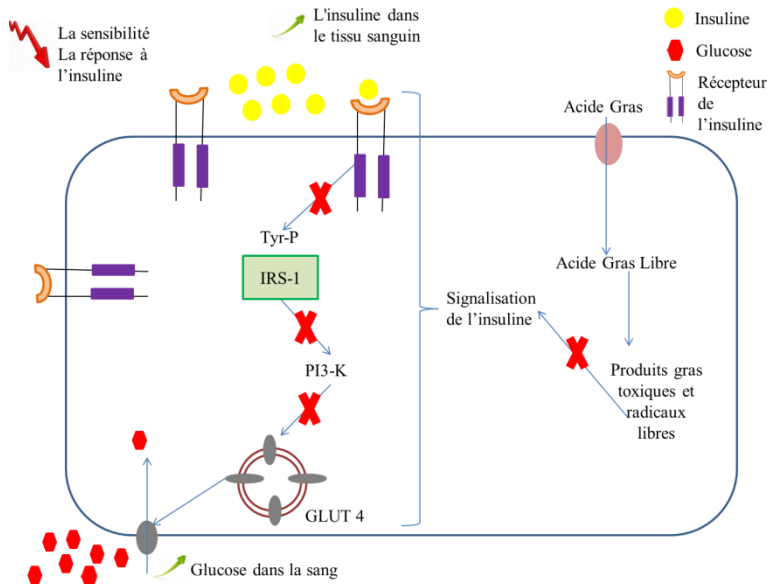 La sensibilité
La réponse à
l'insuline
L'insuline dans
le tissu sanguin
Insuline
Glucose
Récepteur
de
l'insuline
Acide Gras
Tyr-P
IRS-1
Acide Gras Libre
Signalisation
de l'insuline
PI3-K
Produits gras
toxiques et
radicaux
libres
GLUT 4
Glucose dans la sang